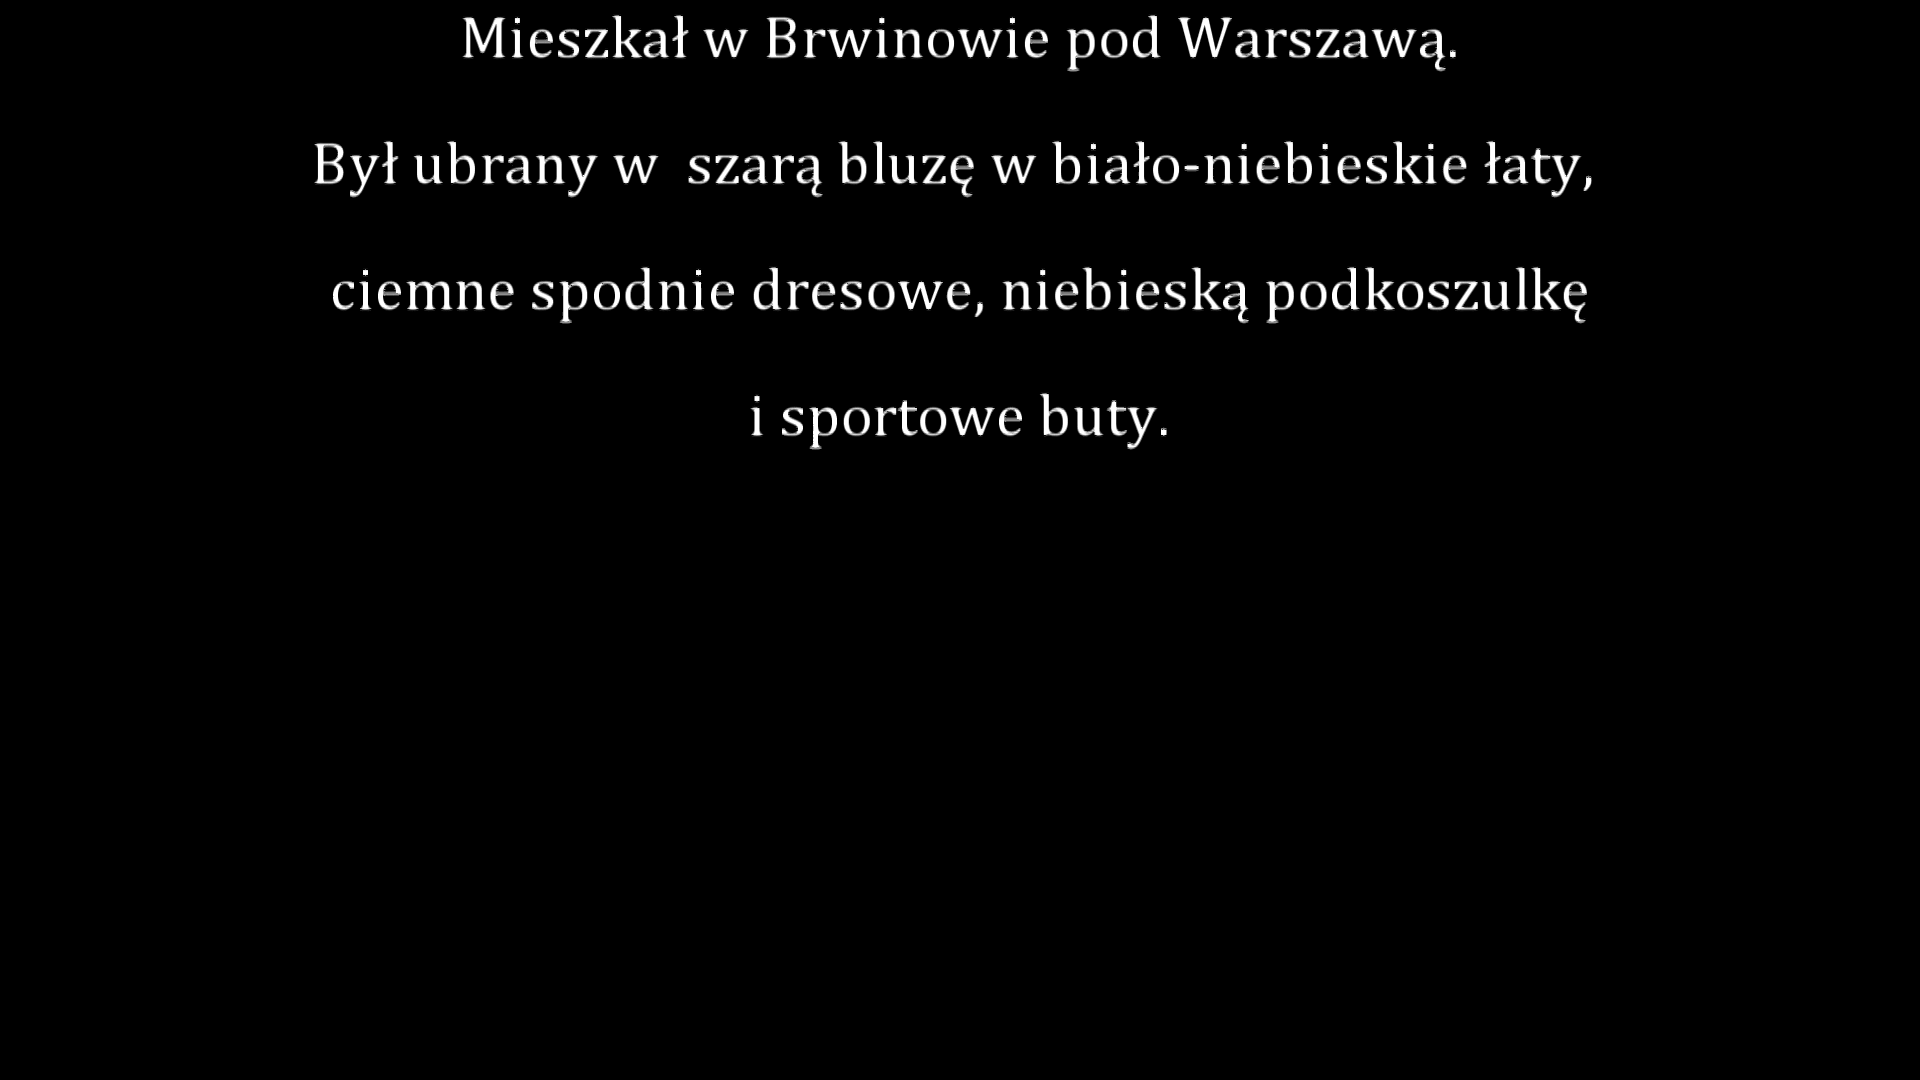 Mieszkał w Brwinowie pod Warszawą.
Był ubrany w  szarą bluzę w biało-niebieskie łaty,
ciemne spodnie dresowe, niebieską podkoszulkę
i sportowe buty.